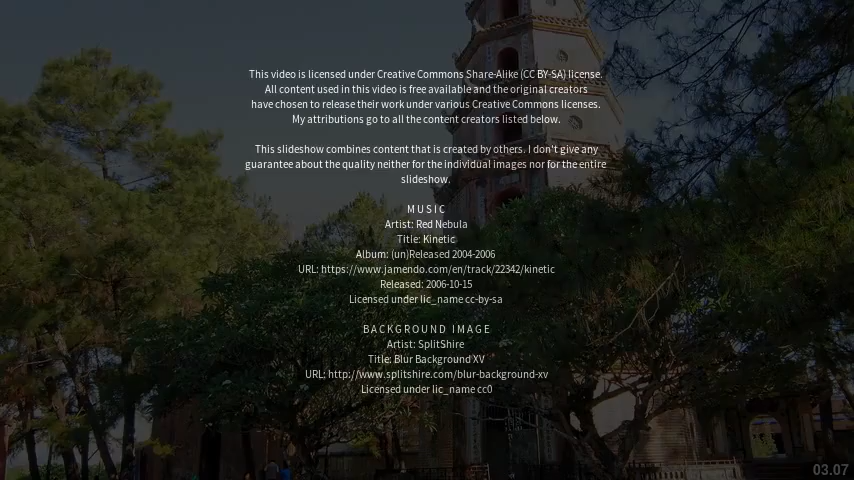 This video is licensed under Creative Commons Share-Alike (CC BY-SA) license.
All content used in this video is free available and the original creators
have chosen to release their work under various Creative Commons licenses.
My attributions go to all the content creators listed below.
This slideshow combines content that is created by others. I don't give any
guarantee about the quality neither for the individual images nor for the entire
slideshow.
MUSIC
Artist: Red Nebula
Title: Kinetic
Album: (un)Released 2004-2006
URL: https://www.jamendo.com/en/track/22342/kinetic
Released: 2006-10-15
Licensed under lic_name cc-by-sa
BACKGROUND IMAGE
Artist: SplitShire
Title: Blur Background XV
URL: http://www.splitshire.com/blur-background-xv
Licensed under lic_name cc0
03.07